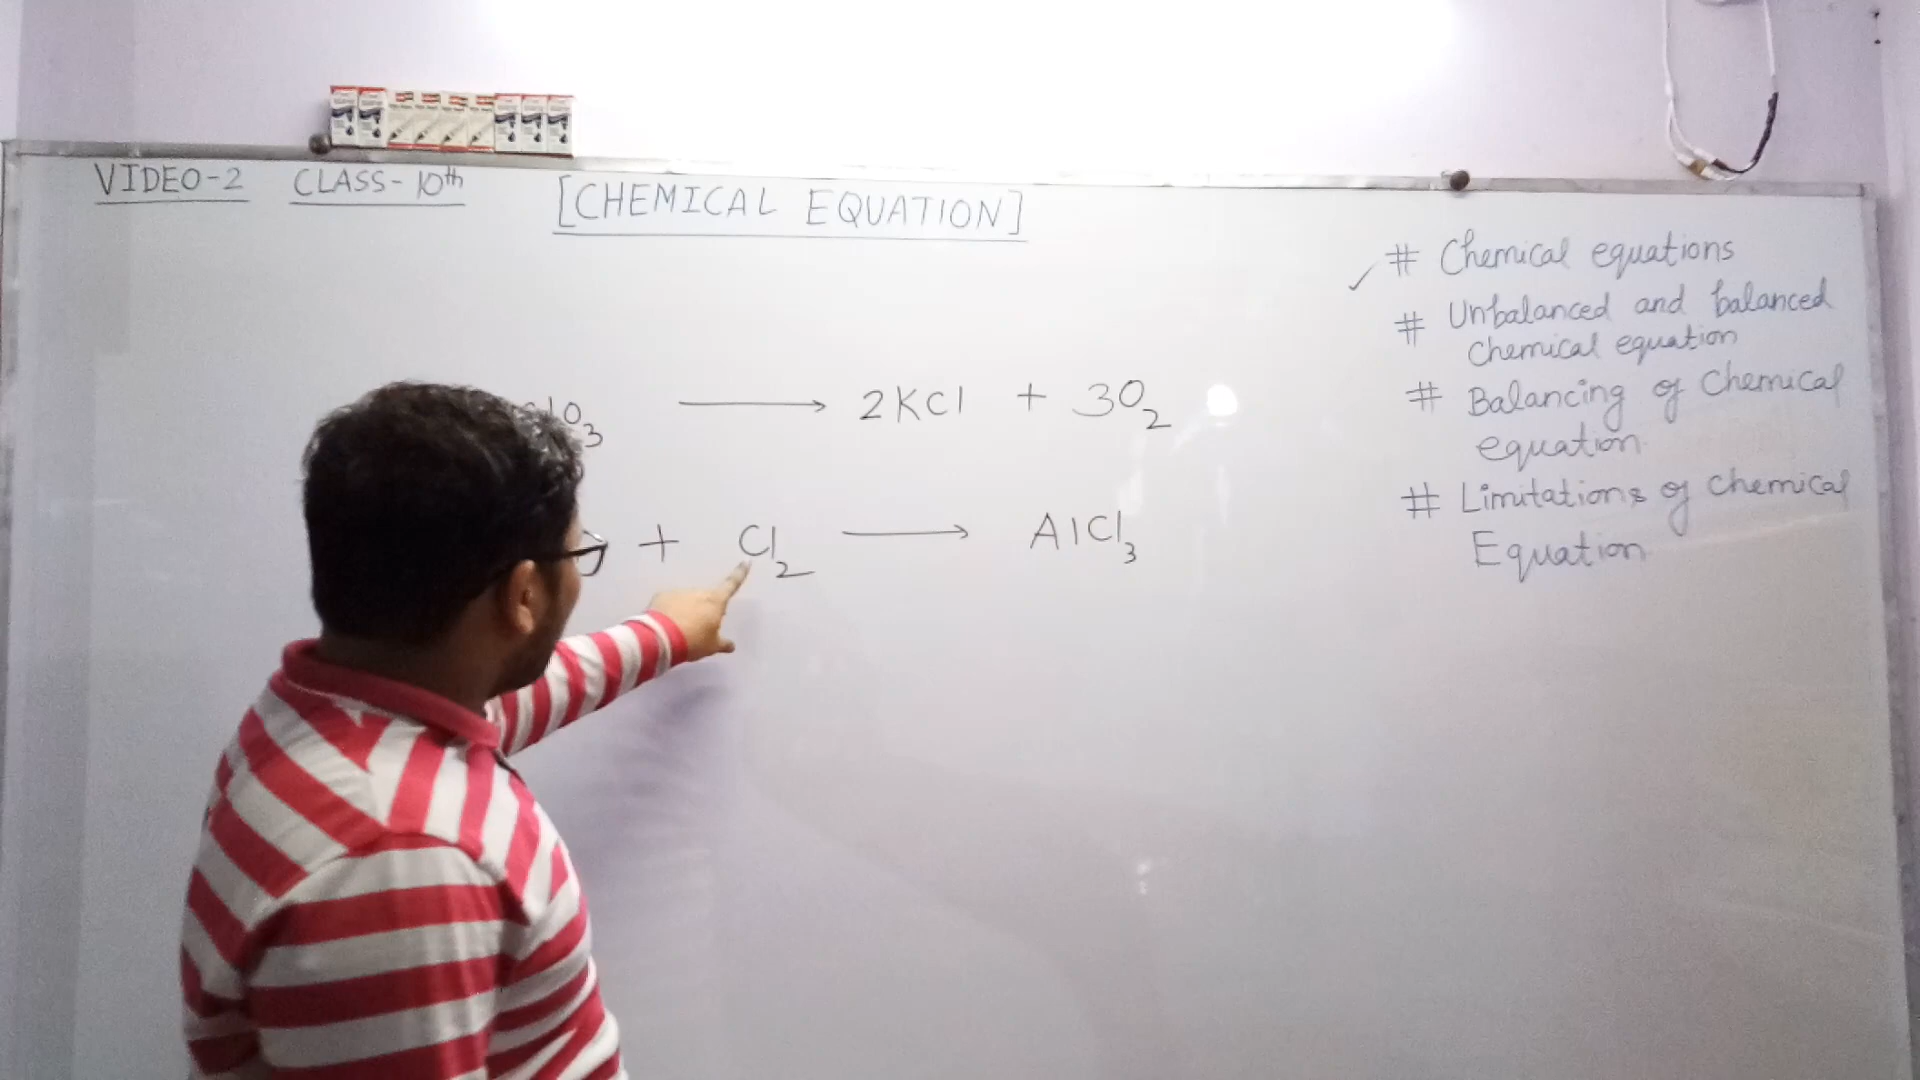 VIDEO-2 CLASS-10th [CHEMICAL EQUATION]
# Chemical equations
# Unbalanced and balanced
chemical equation
# Balancing of chemical
equation
# Limitations of chemical
Equation
lO3 ⟶ 2KCl + 3O2
+ Cl2 ⟶ AlCl3